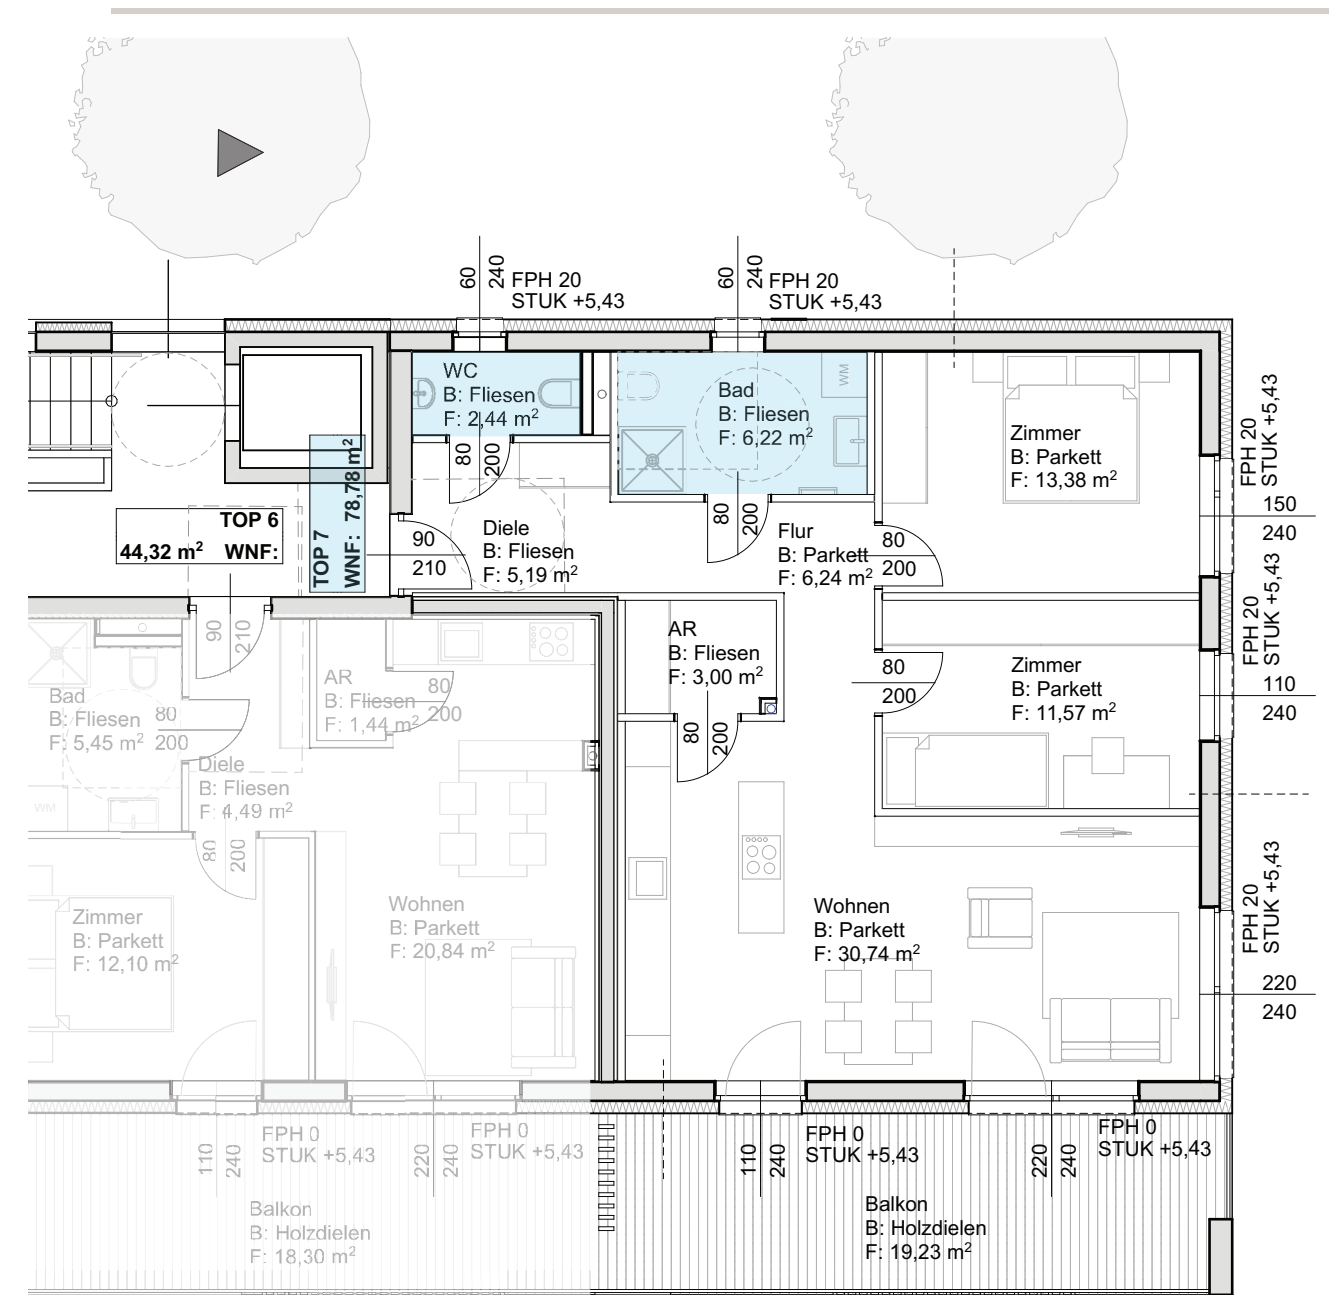 60
240
FPH 20
STUK +5,43
60
240
FPH 20
STUK +5,43
WC
B: Fliesen
F: 2,44 m²
80
200
Bad
B: Fliesen
F: 6,22 m²
WM
80
200
Zimmer
B: Parkett
F: 13,38 m²
FPH 20
STUK +5,43
150
240
TOP 6
44,32 m² WNF:
TOP 7
WNF: 78,78 m²
90
210
Diele
B: Fliesen
F: 5,19 m²
Flur
B: Parkett
F: 6,24 m²
80
200
FPH 20
STUK +5,43
110
240
90
210
AR
B: Fliesen
F: 3,00 m²
80
200
80
200
Zimmer
B: Parkett
F: 11,57 m²
AR
B: Fliesen
F: 1,44 m²
80
200
Bad
B: Fliesen
F: 5,45 m²
WM
80
200
Diele
B: Fliesen
F: 4,49 m²
80
200
Zimmer
B: Parkett
F: 12,10 m²
Wohnen
B: Parkett
F: 20,84 m²
Wohnen
B: Parkett
F: 30,74 m²
FPH 20
STUK +5,43
220
240
110
240
FPH 0
STUK +5,43
220
240
FPH 0
STUK +5,43
110
240
FPH 0
STUK +5,43
220
240
FPH 0
STUK +5,43
Balkon
B: Holzdielen
F: 18,30 m²
Balkon
B: Holzdielen
F: 19,23 m²